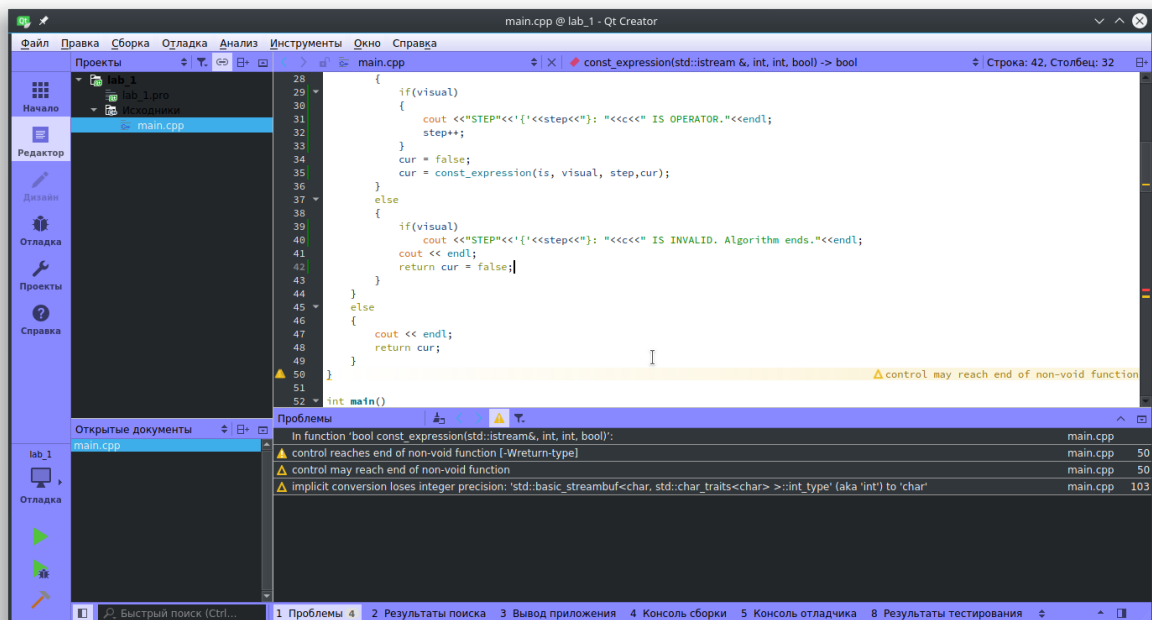 main.cpp @ lab_1 - Qt Creator
Файл Правка Сборка Отладка Анализ Инструменты Окно Справка
Проекты
main.cpp
const_expression(std::istream &, int, int, bool) -> bool
Строка: 42, Столбец: 32
Начало
Редактор
Дизайн
Отладка
Проекты
Справка
lab_1
lab_1.pro
Исходники
main.cpp
28 {
29 if(visual)
30 {
31 cout <<"STEP"<<'{'<<step<<"}: "<<c<<" IS OPERATOR."<<endl;
32 step++;
33 }
34 cur = false;
35 cur = const_expression(is, visual, step,cur);
36 }
37 else
38 {
39 if(visual)
40 cout <<"STEP"<<'{'<<step<<"}: "<<c<<" IS INVALID. Algorithm ends."<<endl;
41 cout << endl;
42 return cur = false;
43 }
44 }
45 else
46 {
47 cout << endl;
48 return cur;
49 }
50 } control may reach end of non-void function
51
52 int main()
Открытые документы
main.cpp
lab_1
Отладка
Проблемы
In function 'bool const_expression(std::istream&, int, int, bool)': main.cpp
control reaches end of non-void function [-Wreturn-type] main.cpp 50
control may reach end of non-void function main.cpp 50
implicit conversion loses integer precision: 'std::basic_streambuf<char, std::char_traits<char> >::int_type' (aka 'int') to 'char' main.cpp 103
Быстрый поиск (Ctrl...
1 Проблемы 4 2 Результаты поиска 3 Вывод приложения 4 Консоль сборки 5 Консоль отладчика 8 Результаты тестирования